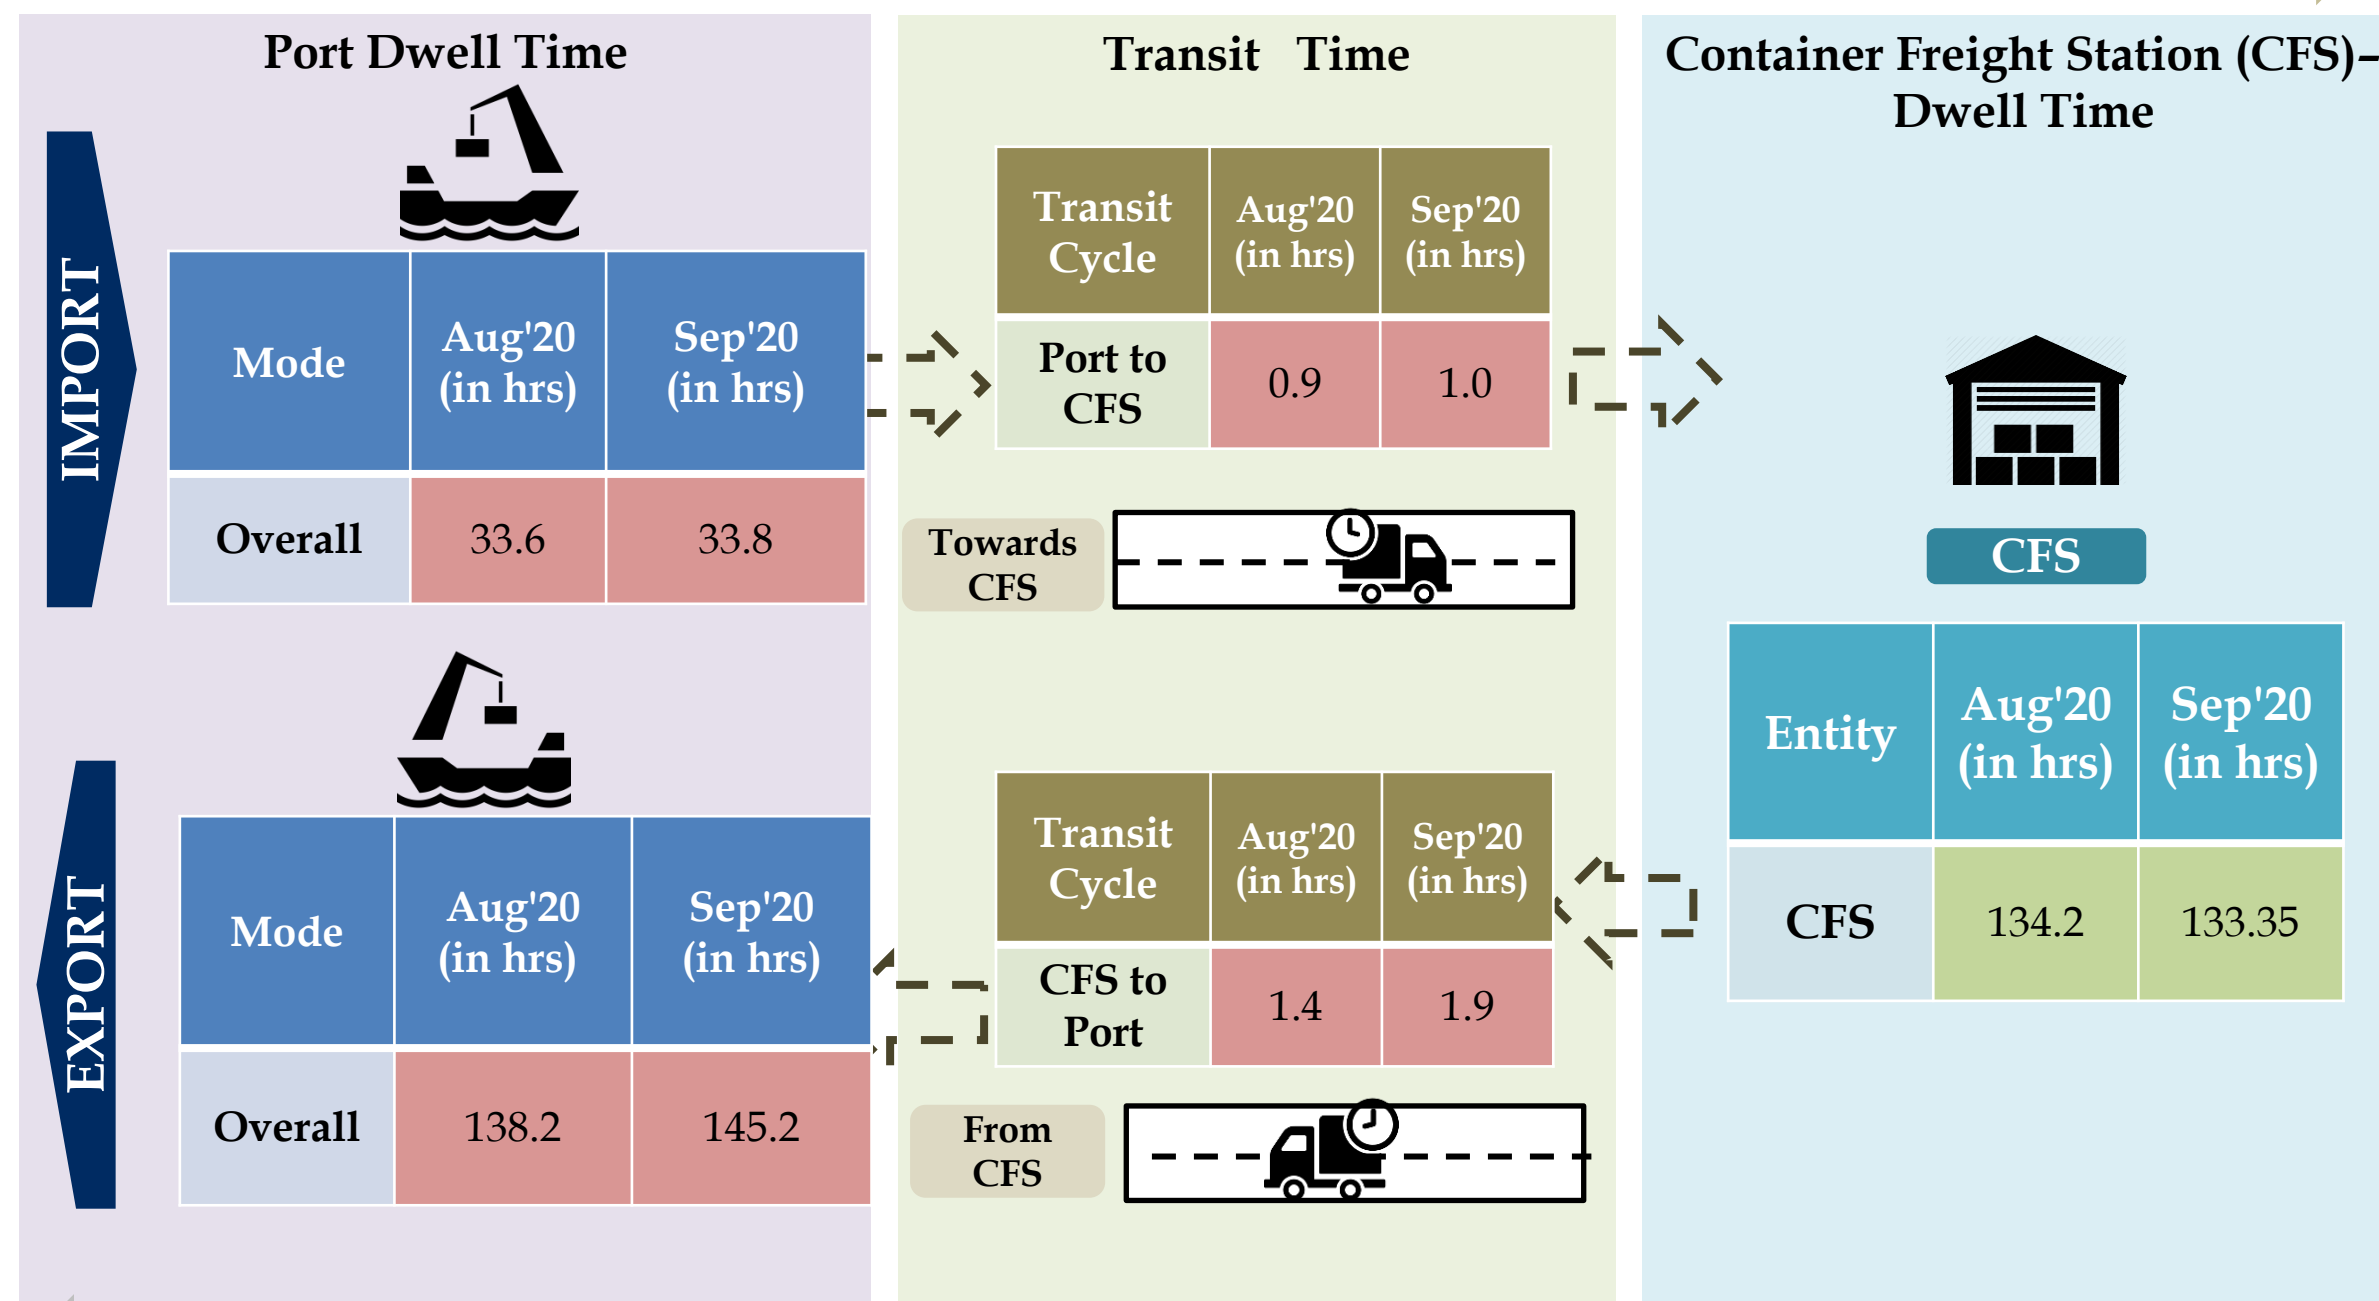 Port Dwell Time
IMPORT
Mode
Aug'20
(in hrs)
Sep'20
(in hrs)
Overall
33.6
33.8
EXPORT
Mode
Aug'20
(in hrs)
Sep'20
(in hrs)
Overall
138.2
145.2
Transit Time
Transit
Cycle
Aug'20
(in hrs)
Sep'20
(in hrs)
Port to
CFS
0.9
1.0
Towards
CFS
Transit
Cycle
Aug'20
(in hrs)
Sep'20
(in hrs)
CFS to
Port
1.4
1.9
From
CFS
Container Freight Station (CFS)–
Dwell Time
CFS
Entity
Aug'20
(in hrs)
Sep'20
(in hrs)
CFS
134.2
133.35